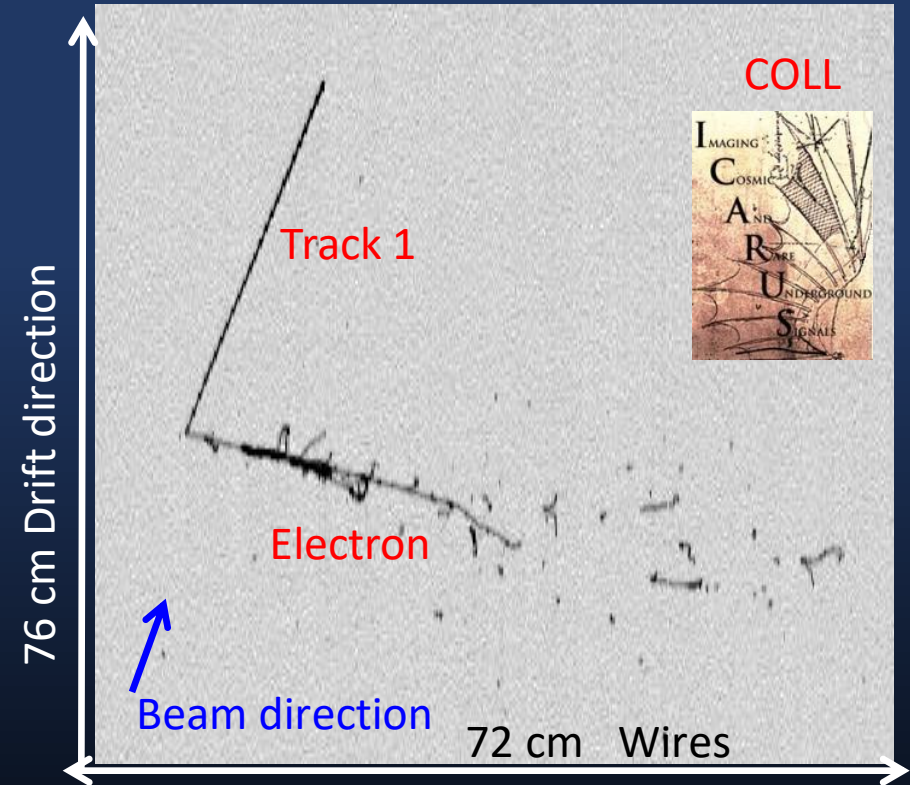 COLL
IMAGING
COSMIC
AND
RARE
UNDERGROUND
SIGNALS
Track 1
76 cm Drift direction
Electron
Beam direction
72 cm Wires